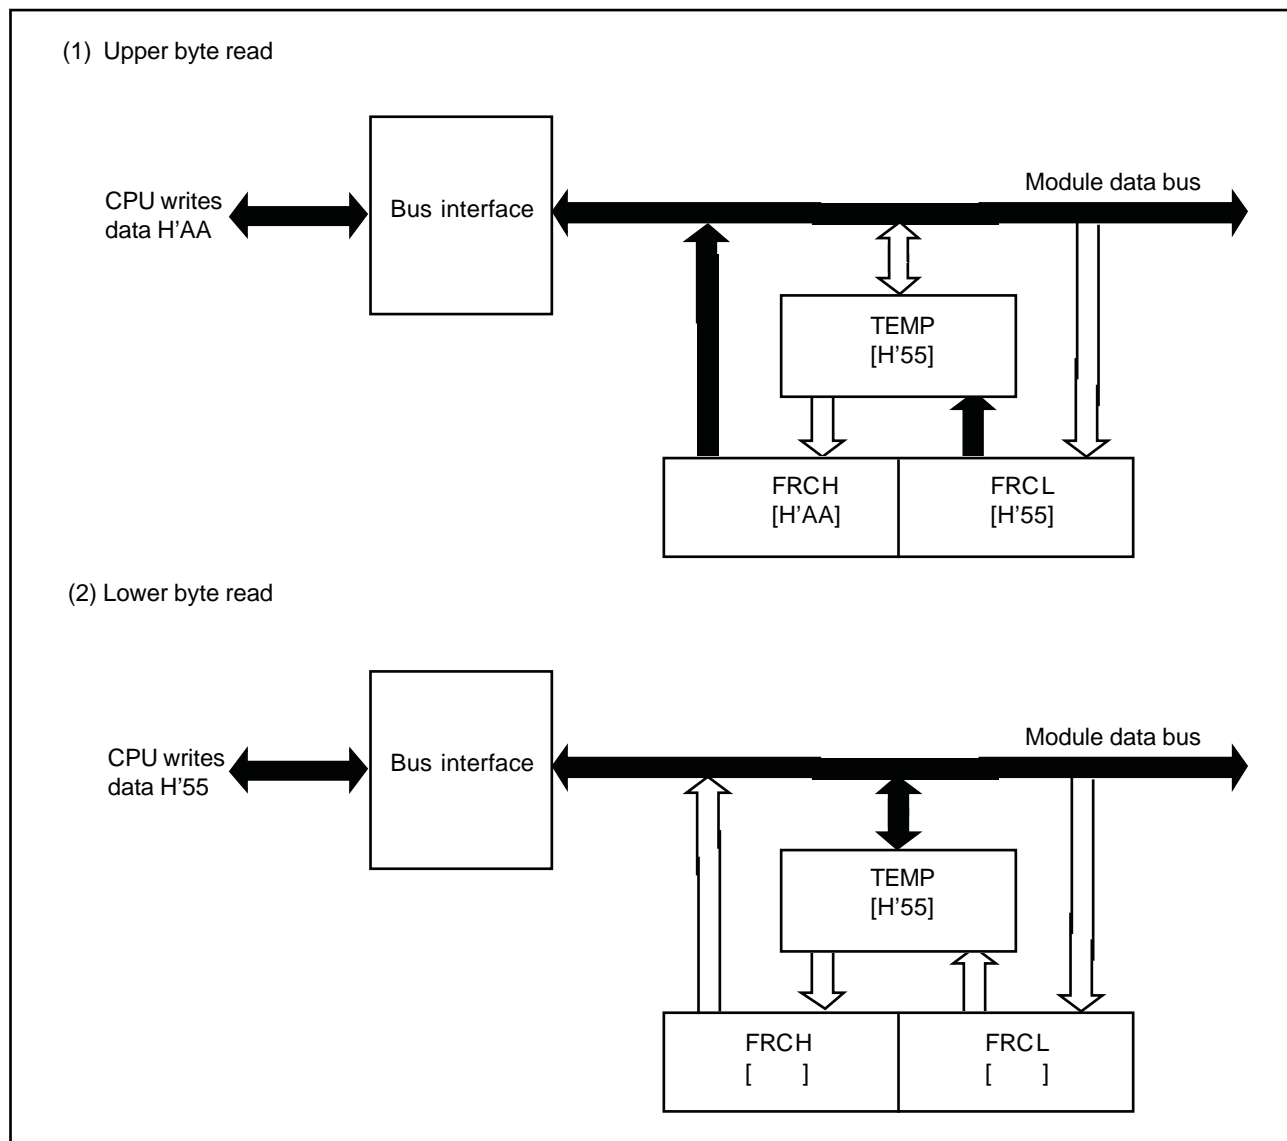 (1) Upper byte read
CPU writes
data H’AA
Bus interface
Module data bus
TEMP
[H’55]
FRCH
[H’AA]
FRCL
[H’55]
(2) Lower byte read
CPU writes
data H’55
Bus interface
Module data bus
TEMP
[H’55]
FRCH
[ ]
FRCL
[ ]